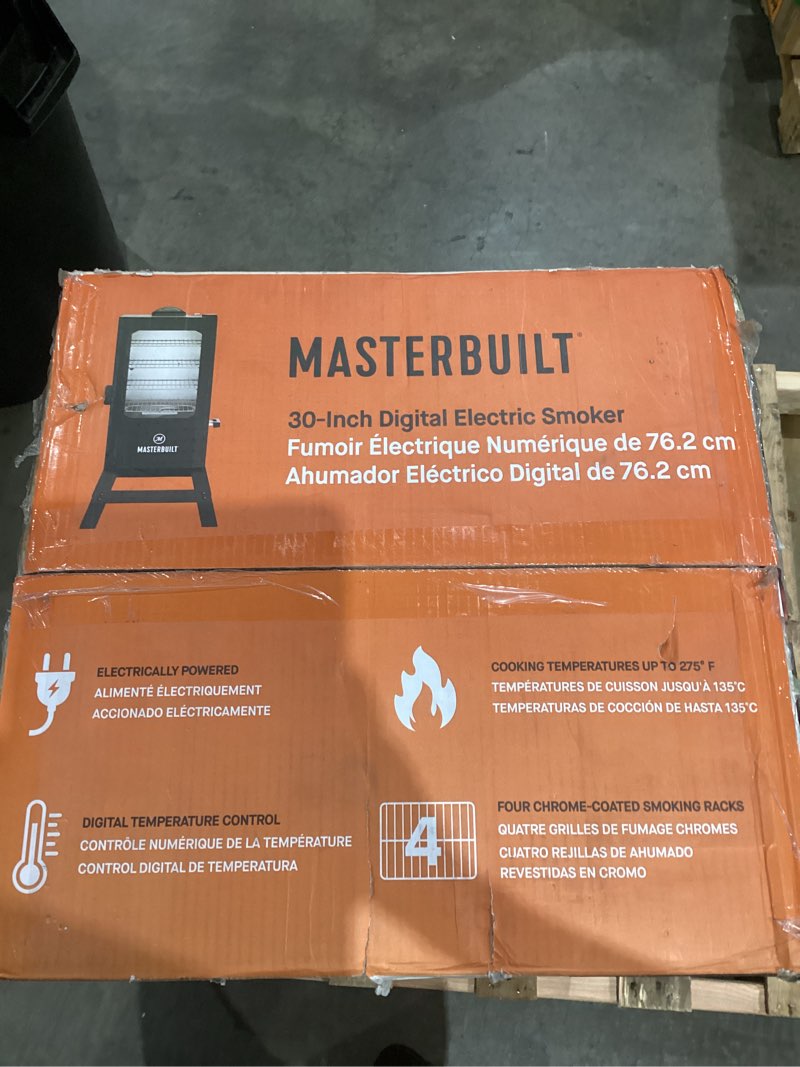 MASTERBUILT®
30-Inch Digital Electric Smoker
Fumoir Électrique Numérique de 76.2 cm
Ahumador Eléctrico Digital de 76.2 cm
MASTERBUILT
ELECTRICALLY POWERED
ALIMENTÉ ÉLECTRIQUEMENT
ACCIONADO ELÉCTRICAMENTE
COOKING TEMPERATURES UP TO 275° F
TEMPÉRATURES DE CUISSON JUSQU'À 135°C
TEMPERATURAS DE COCCIÓN DE HASTA 135°C
DIGITAL TEMPERATURE CONTROL
CONTRÔLE NUMÉRIQUE DE LA TEMPÉRATURE
CONTROL DIGITAL DE TEMPERATURA
4
FOUR CHROME-COATED SMOKING RACKS
QUATRE GRILLES DE FUMAGE CHROMES
CUATRO REJILLAS DE AHUMADO
REVESTIDAS EN CROMO